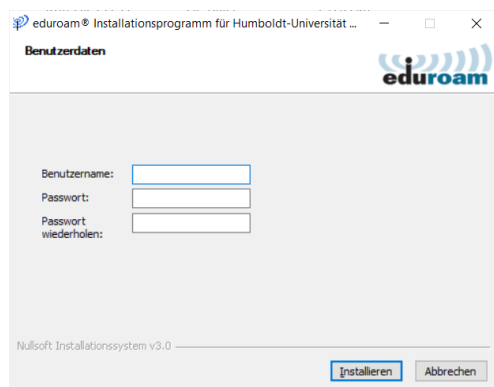 eduroam® Installationsprogramm für Humboldt-Universität ...
Benutzerdaten
eduroam
Benutzername:
Passwort:
Passwort
wiederholen:
Nullsoft Installationssystem v3.0
Installieren
Abbrechen